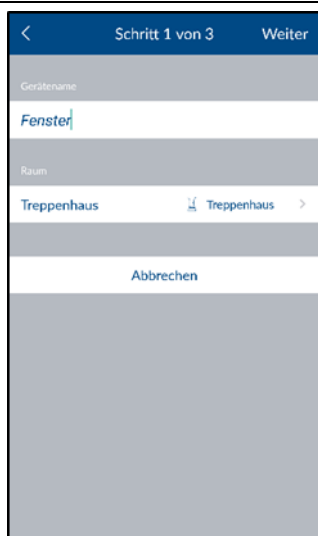 Schritt 1 von 3 Weiter
Gerätename
Fenster
Raum
Treppenhaus Treppenhaus
Abbrechen